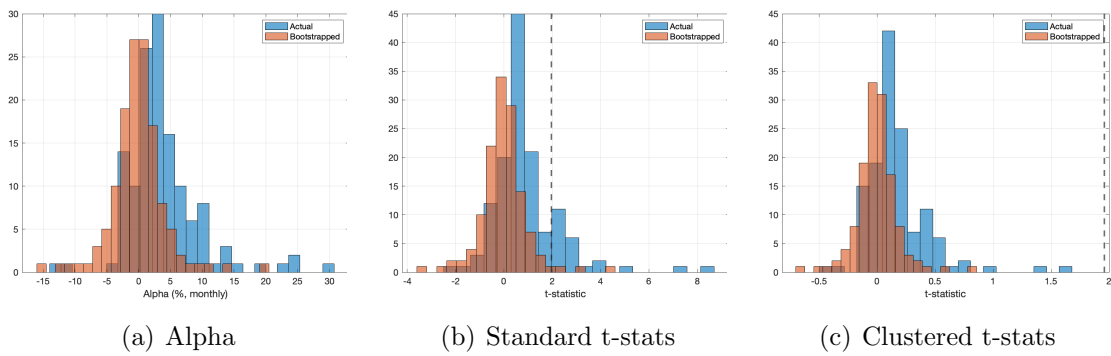 30
25
20
15
10
5
0
-15 -10 -5 0 5 10 15 20 25 30
Alpha (%, monthly)
Actual
Bootstrapped
(a) Alpha
45
40
35
30
25
20
15
10
5
0
-4 -2 0 2 4 6 8
t-statistic
Actual
Bootstrapped
(b) Standard t-stats
45
40
35
30
25
20
15
10
5
0
-0.5 0 0.5 1 1.5 2
t-statistic
Actual
Bootstrapped
(c) Clustered t-stats